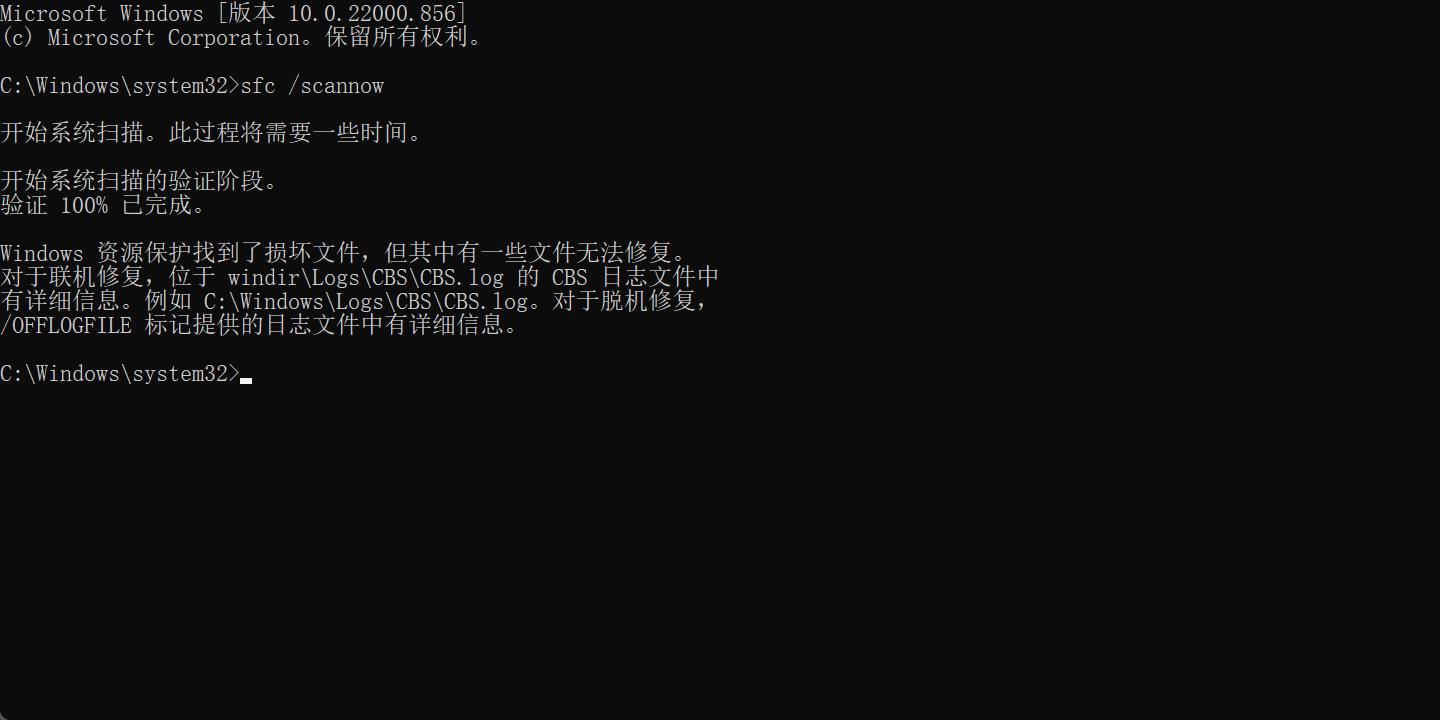 Microsoft Windows [版本 10.0.22000.856]
(c) Microsoft Corporation。保留所有权利。
C:\Windows\system32>sfc /scannow
开始系统扫描。此过程将需要一些时间。
开始系统扫描的验证阶段。
验证 100% 已完成。
Windows 资源保护找到了损坏文件，但其中有一些文件无法修复。
对于联机修复，位于 windir\Logs\CBS\CBS.log 的 CBS 日志文件中
有详细信息。例如 C:\Windows\Logs\CBS\CBS.log。对于脱机修复，
/OFFLOGFILE 标记提供的日志文件中有详细信息。
C:\Windows\system32>